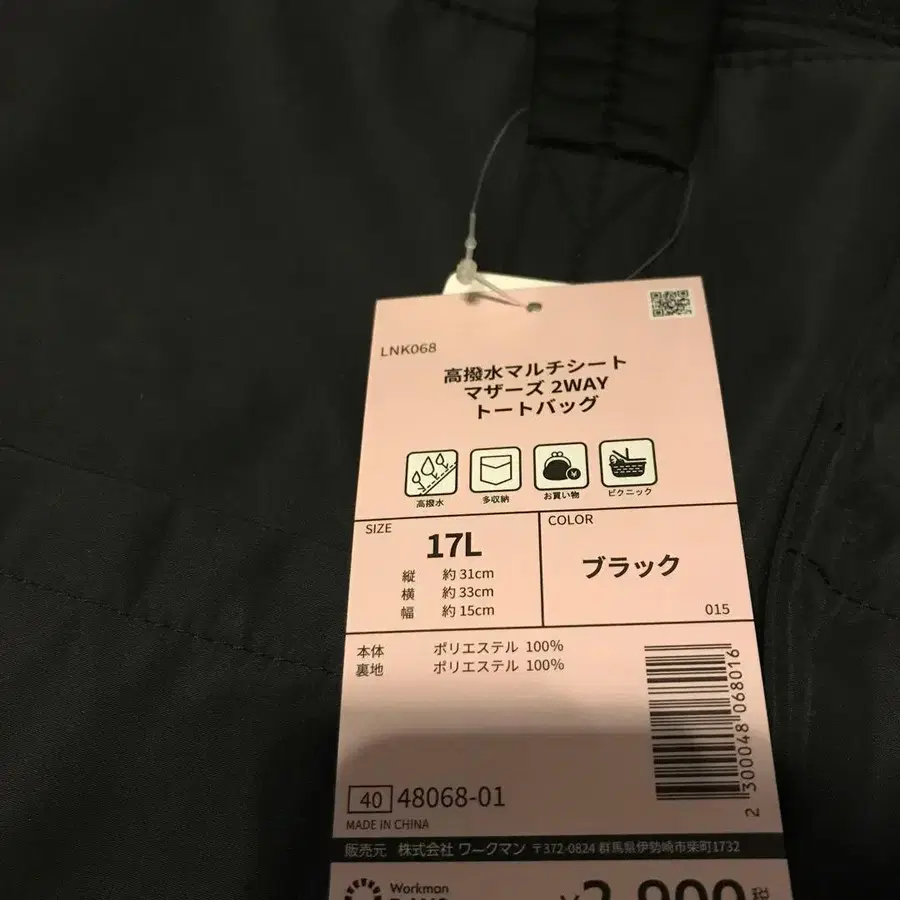 LNK068
高撥水マルチシート
マザーズ 2WAY
トートバッグ
高撥水
多収納
お買い物
ピクニック
SIZE
17L
縦 約31cm
横 約33cm
幅 約15cm
COLOR
ブラック
015
本体 ポリエステル 100%
裏地 ポリエステル 100%
2300048068016
40 48068-01
MADE IN CHINA
販売元 株式会社 ワークマン 〒372-0824 群馬県伊勢崎市柴町1732
Workman
税